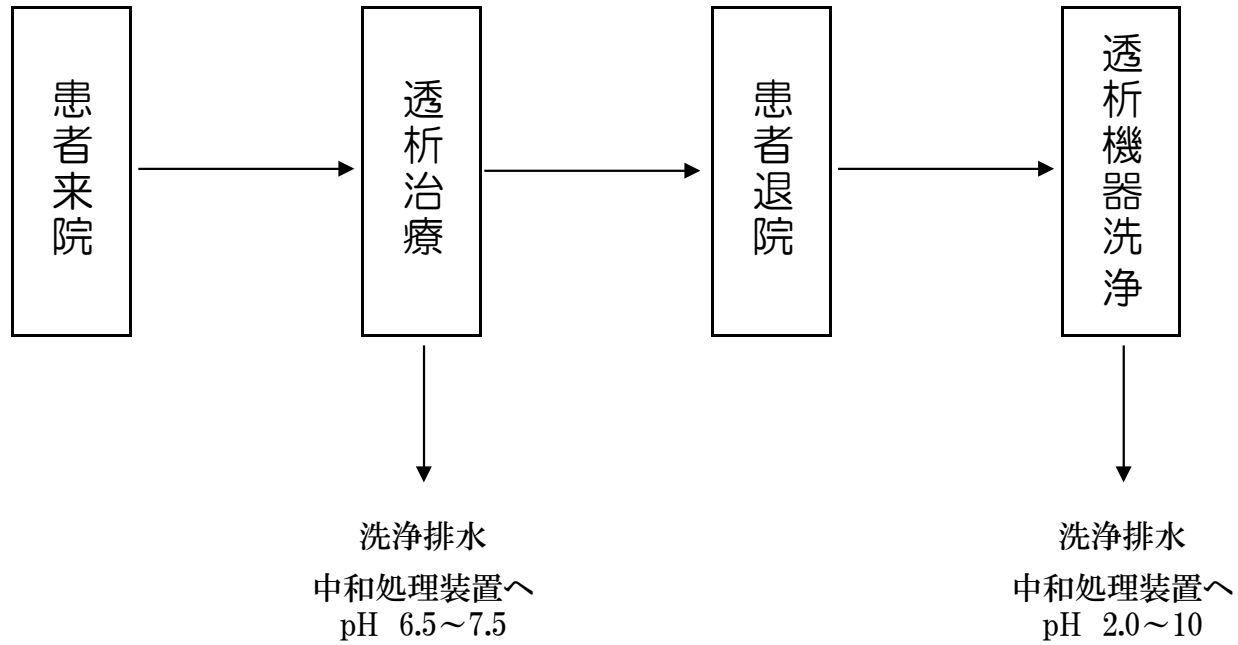 患者来院
透析治療
患者退院
透析機器洗浄
洗浄排水
中和処理装置へ
pH 6.5～7.5
洗浄排水
中和処理装置へ
pH 2.0～10